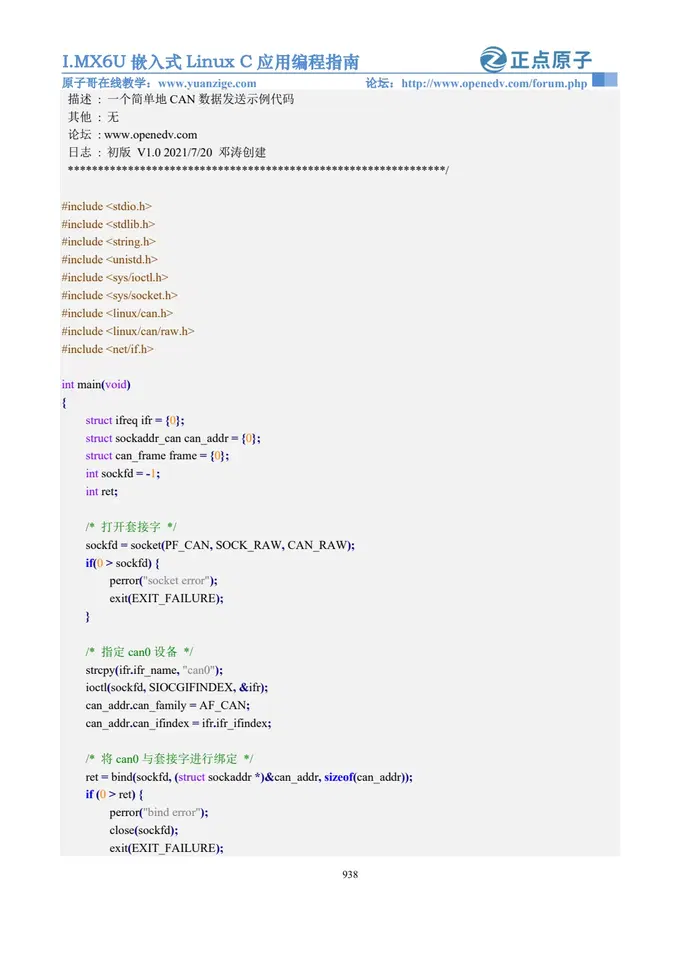 I.MX6U 嵌入式 Linux C 应用编程指南
正点原子
原子哥在线教学：www.yuanzige.com 论坛：http://www.openedv.com/forum.php
描述 : 一个简单地 CAN 数据发送示例代码
其他 : 无
论坛 : www.openedv.com
日志 : 初版 V1.0 2021/7/20 邓涛创建
***************************************************************/
#include <stdio.h>
#include <stdlib.h>
#include <string.h>
#include <unistd.h>
#include <sys/ioctl.h>
#include <sys/socket.h>
#include <linux/can.h>
#include <linux/can/raw.h>
#include <net/if.h>
int main(void)
{
struct ifreq ifr = {0};
struct sockaddr_can can_addr = {0};
struct can_frame frame = {0};
int sockfd = -1;
int ret;
/* 打开套接字 */
sockfd = socket(PF_CAN, SOCK_RAW, CAN_RAW);
if(0 > sockfd) {
perror("socket error");
exit(EXIT_FAILURE);
}
/* 指定 can0 设备 */
strcpy(ifr.ifr_name, "can0");
ioctl(sockfd, SIOCGIFINDEX, &ifr);
can_addr.can_family = AF_CAN;
can_addr.can_ifindex = ifr.ifr_ifindex;
/* 将 can0 与套接字进行绑定 */
ret = bind(sockfd, (struct sockaddr *)&can_addr, sizeof(can_addr));
if (0 > ret) {
perror("bind error");
close(sockfd);
exit(EXIT_FAILURE);
938